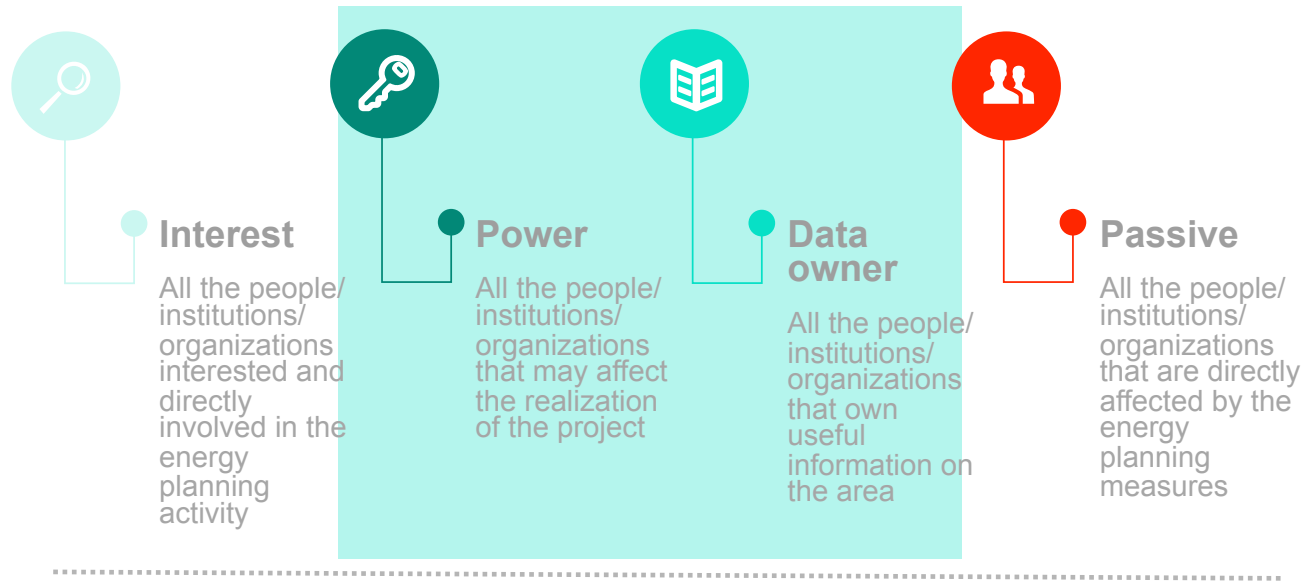 Interest
All the people/
institutions/
organizations
interested and
directly
involved in the
energy
planning
activity
Power
All the people/
institutions/
organizations
that may affect
the realization
of the project
Data
owner
All the people/
institutions/
organizations
that own
useful
information on
the area
Passive
All the people/
institutions/
organizations
that are directly
affected by the
energy
planning
measures